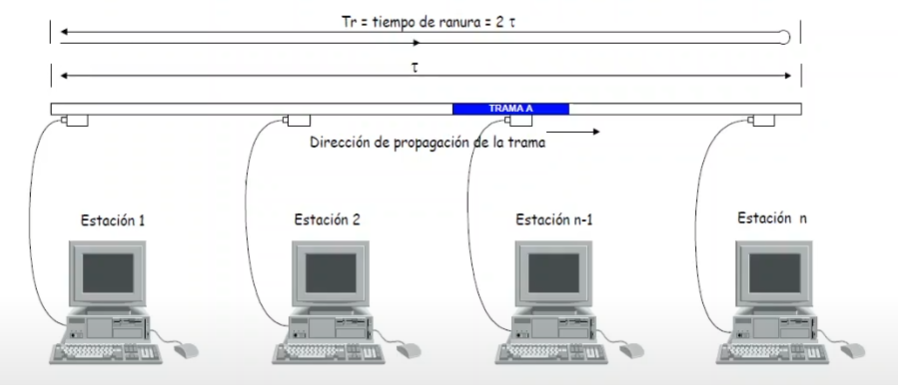 Tr = tiempo de ranura = 2 τ
τ
TRAMA A
Dirección de propagación de la trama
Estación 1
Estación 2
Estación n-1
Estación n